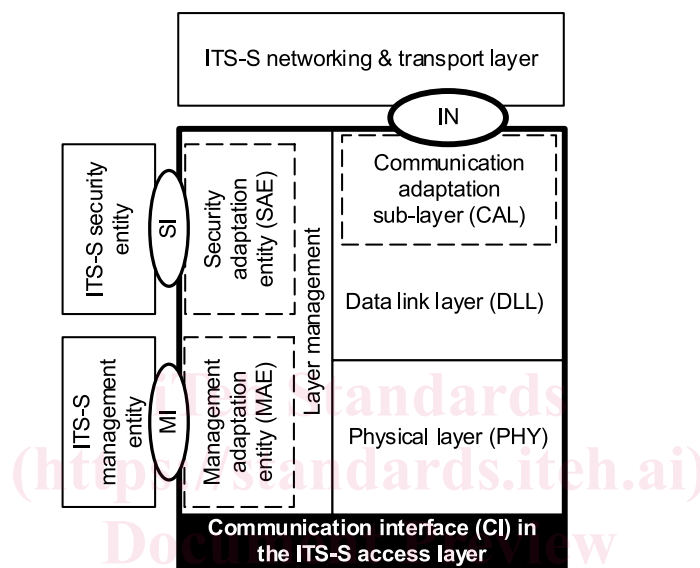 ITS-S networking & transport layer
IN
Communication
adaptation
sub-layer (CAL)
ITS-S security
entity
SI
Security
adaptation
entity (SAE)
Layer management
Data link layer (DLL)
ITS-S
management
entity
MI
Management
adaptation
entity (MAE)
Physical layer (PHY)
iTeh Standards
(https://standards.iteh.ai)
Document Preview
Communication interface (CI) in
the ITS-S access layer